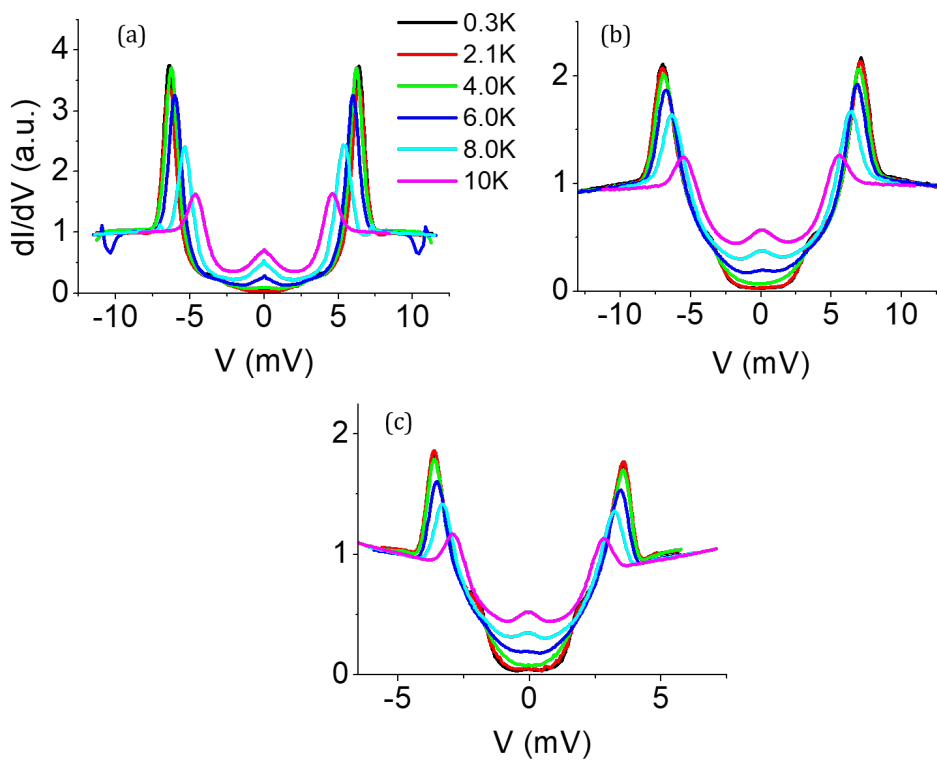 (a)
4
3
2
1
0
dI/dV (a.u.)
-10 -5 0 5 10
V (mV)
0.3K
2.1K
4.0K
6.0K
8.0K
10K
(b)
2
1
0
-10 -5 0 5 10
V (mV)
(c)
2
1
0
-5 0 5
V (mV)